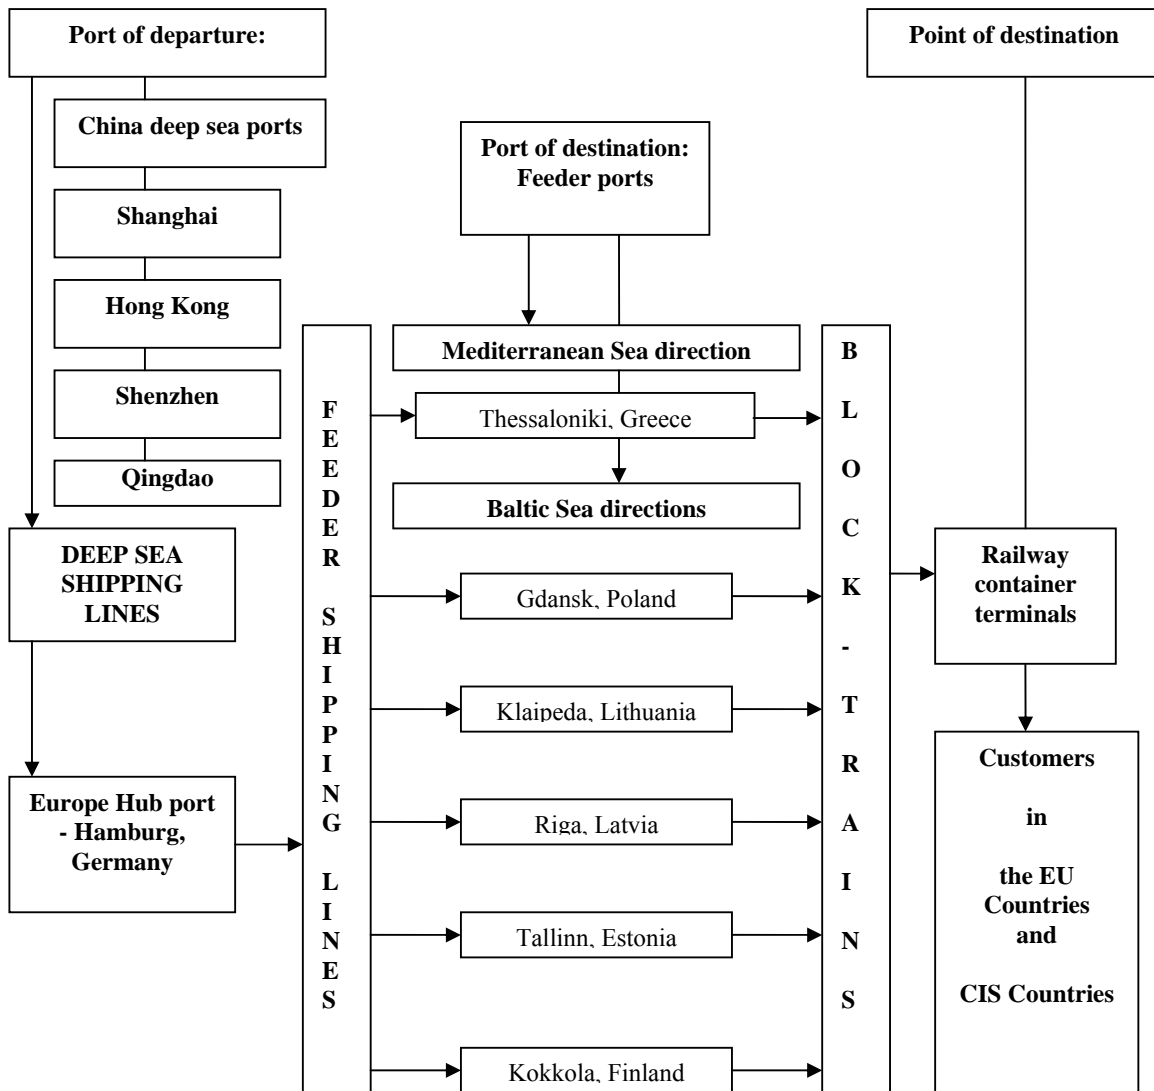 Port of departure:
China deep sea ports
Shanghai
Hong Kong
Shenzhen
Qingdao
DEEP SEA
SHIPPING
LINES
Europe Hub port
- Hamburg,
Germany
F
E
E
D
E
R
S
H
I
P
P
I
N
G
L
I
N
E
S
Port of destination:
Feeder ports
Mediterranean Sea direction
Thessaloniki, Greece
Baltic Sea directions
Gdansk, Poland
Klaipeda, Lithuania
Riga, Latvia
Tallinn, Estonia
Kokkola, Finland
B
L
O
C
K
-
T
R
A
I
N
S
Point of destination
Railway
container
terminals
Customers
in
the EU
Countries
and
CIS Countries